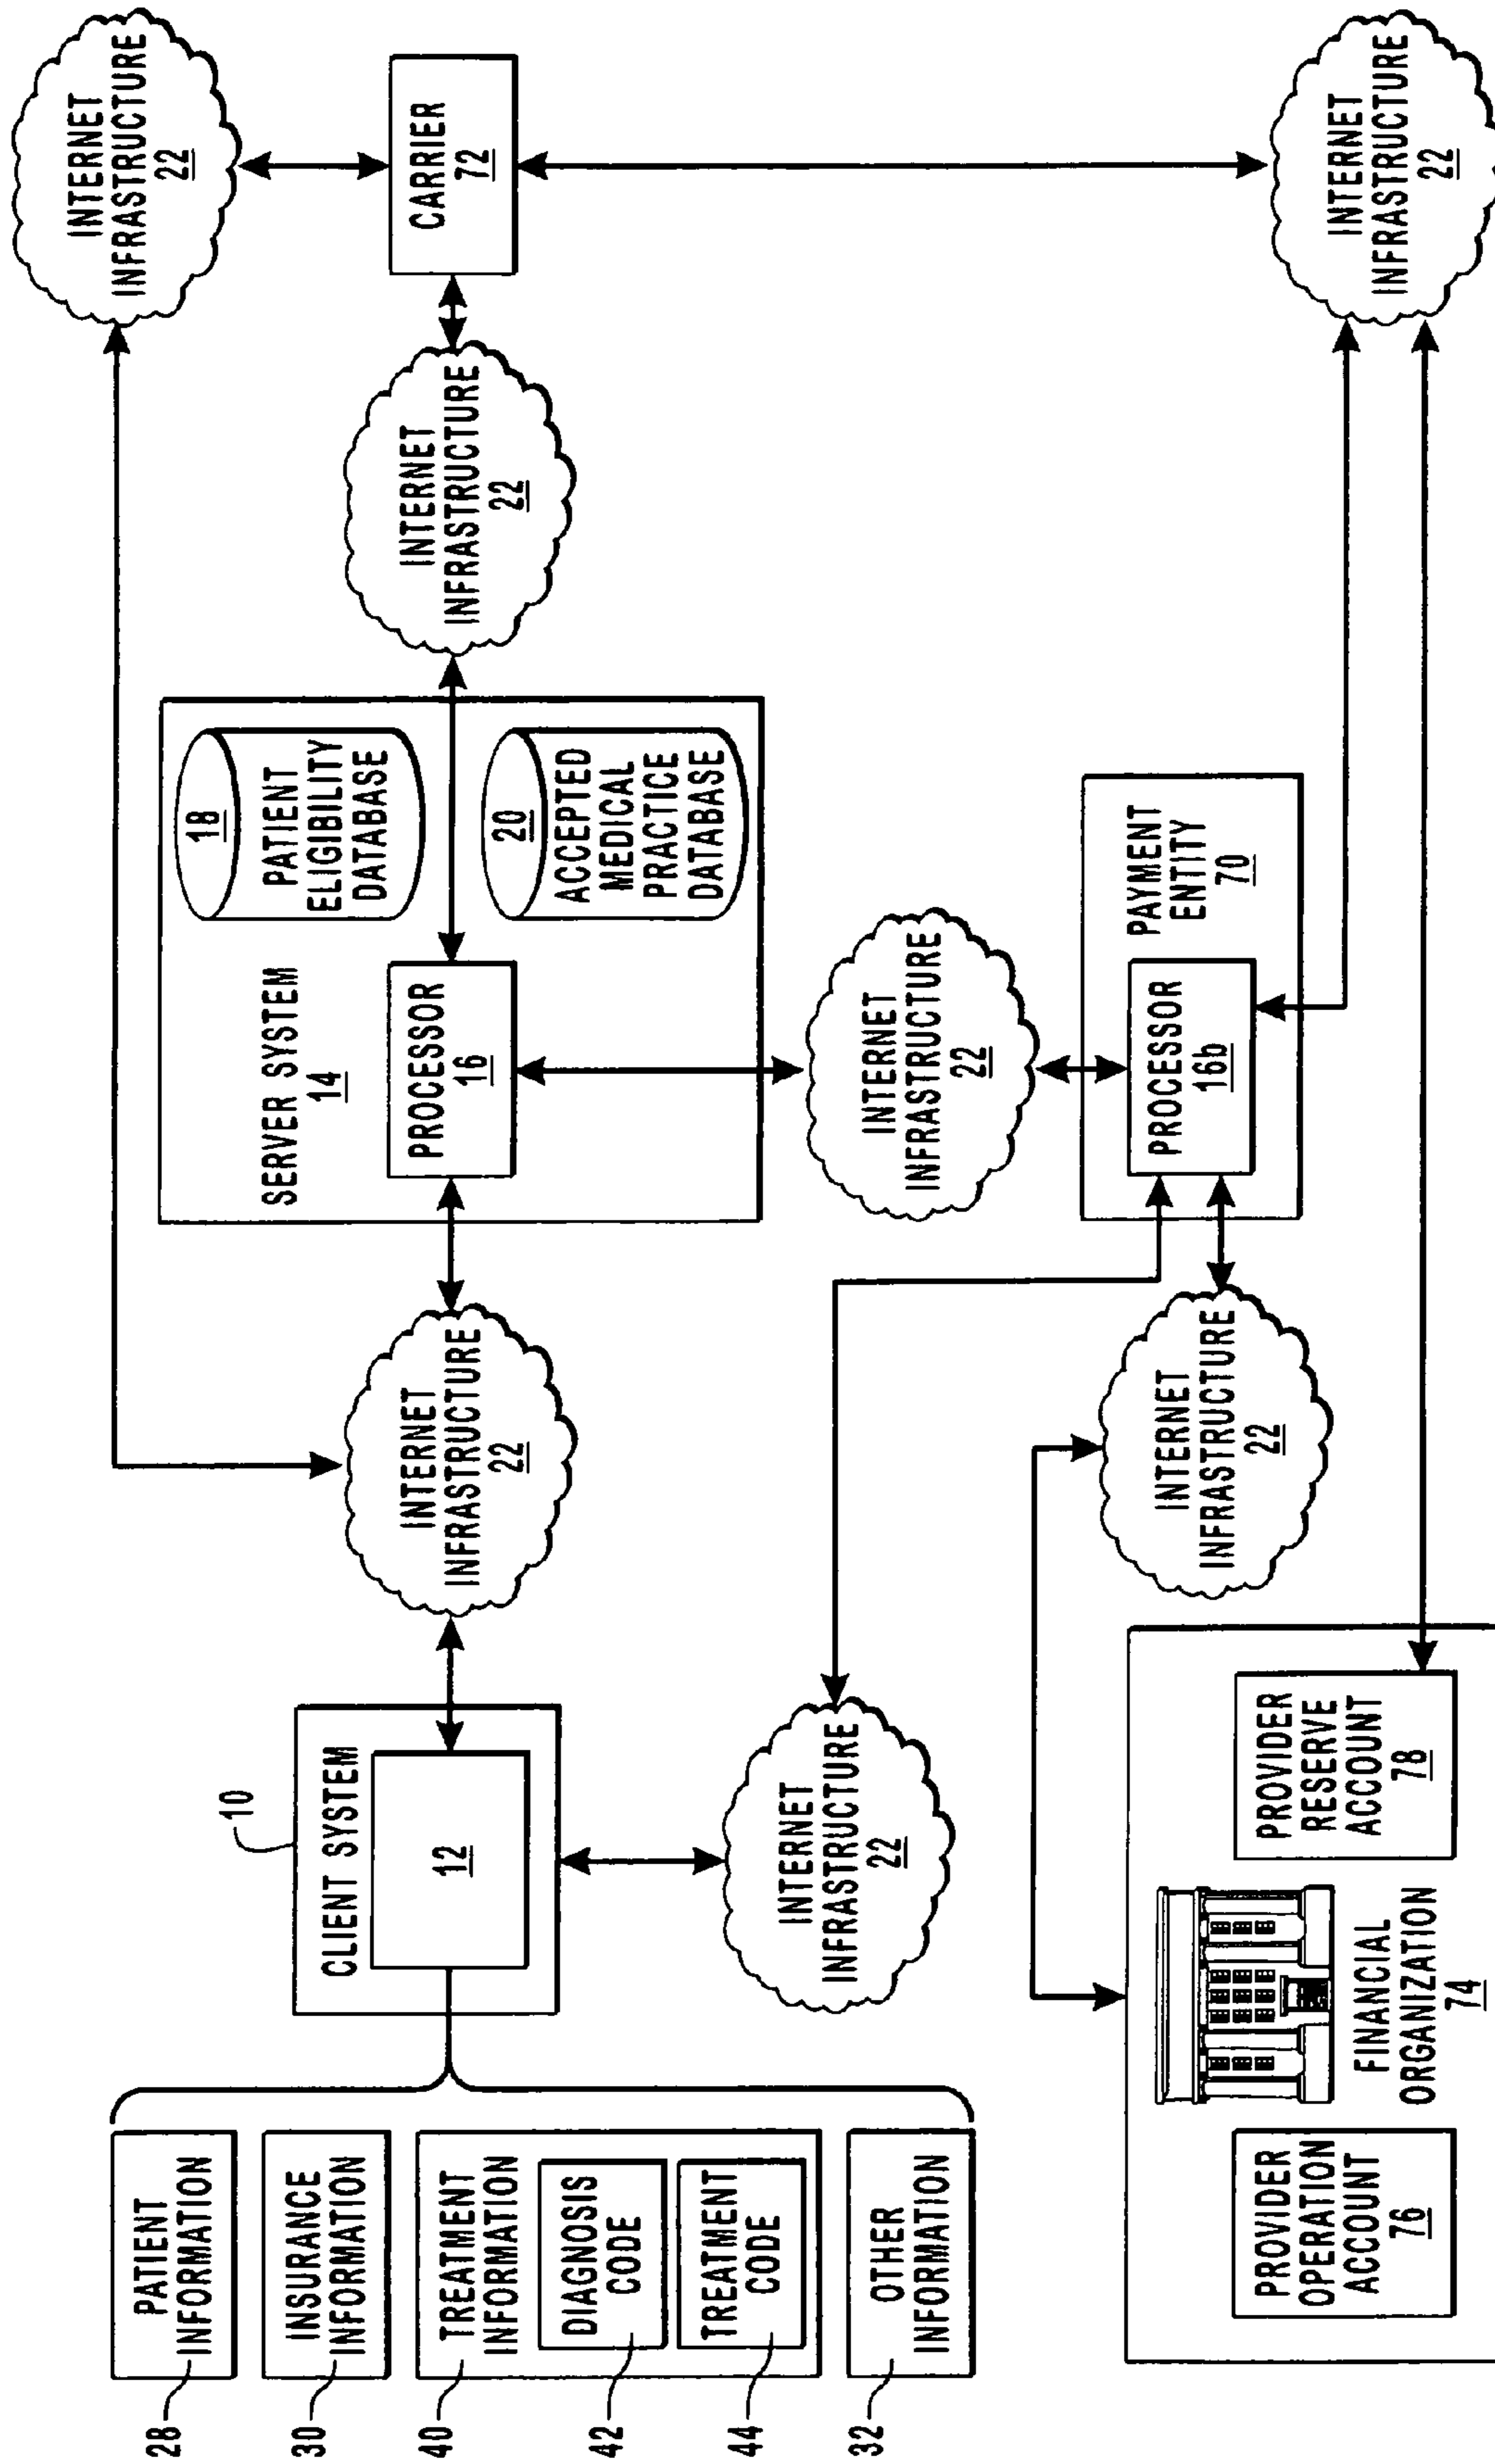 28
PATIENT
INFORMATION
30
INSURANCE
INFORMATION
40
TREATMENT
INFORMATION
42
DIAGNOSIS
CODE
44
TREATMENT
CODE
32
OTHER
INFORMATION
10
CLIENT SYSTEM
12
INTERNET
INFRASTRUCTURE
22
INTERNET
INFRASTRUCTURE
22
SERVER SYSTEM
14
PROCESSOR
16
18
PATIENT
ELIGIBILITY
DATABASE
20
ACCEPTED
MEDICAL
PRACTICE
DATABASE
INTERNET
INFRASTRUCTURE
22
INTERNET
INFRASTRUCTURE
22
CARRIER
72
INTERNET
INFRASTRUCTURE
22
PAYMENT
ENTITY
70
PROCESSOR
16b
INTERNET
INFRASTRUCTURE
22
INTERNET
INFRASTRUCTURE
22
PROVIDER
OPERATION
ACCOUNT
76
FINANCIAL
ORGANIZATION
74
PROVIDER
RESERVE
ACCOUNT
78